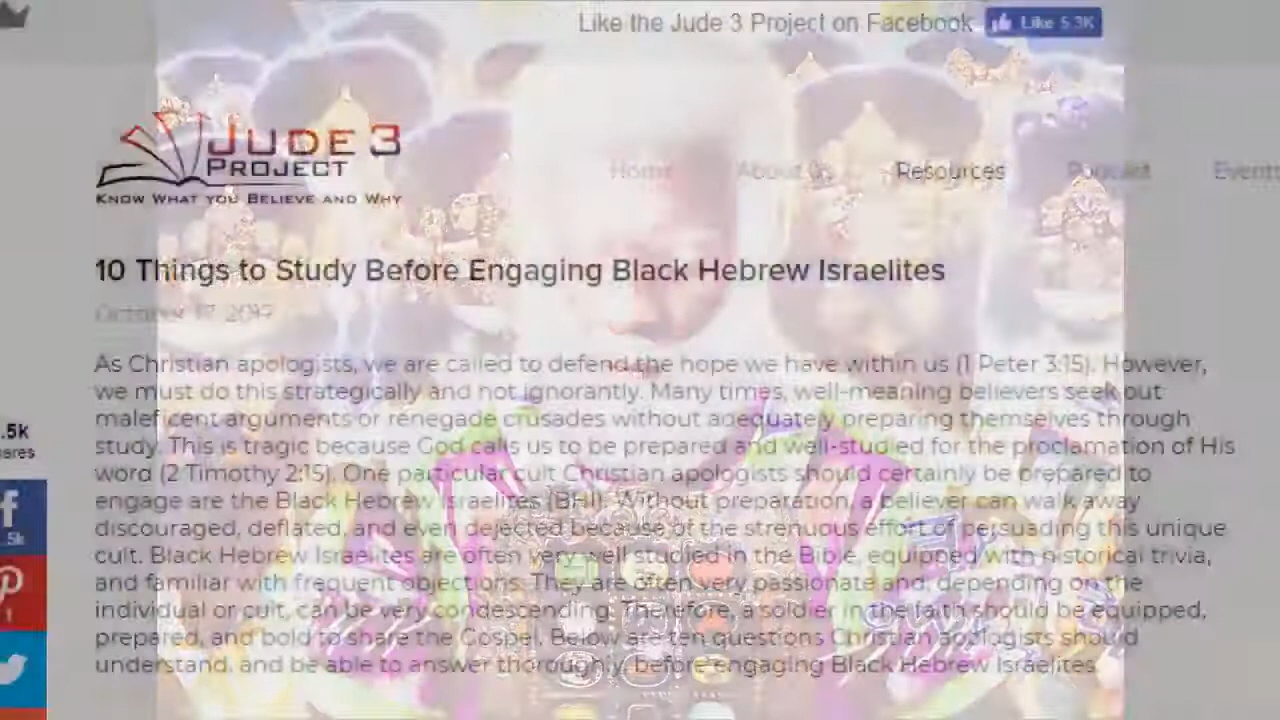 Like the Jude 3 Project on Facebook Like 5.3K
JUDE 3
PROJECT
KNOW WHAT YOU BELIEVE AND WHY
Home About Us Resources Podcast Events
10 Things to Study Before Engaging Black Hebrew Israelites
October 17, 2017
As Christian apologists, we are called to defend the hope we have within us (1 Peter 3:15). However,
we must do this strategically and not ignorantly. Many times, well-meaning believers seek out
maleficent arguments or renegade crusades without adequately preparing themselves through
study. This is tragic because God calls us to be prepared and well-studied for the proclamation of His
word (2 Timothy 2:15). One particular cult Christian apologists should certainly be prepared to
engage are the Black Hebrew Israelites (BHI). Without preparation, a believer can walk away
discouraged, deflated, and even dejected because of the strenuous effort of persuading this unique
cult. Black Hebrew Israelites are often very well studied in the Bible, equipped with historical trivia,
and familiar with frequent objections. They are often very passionate and, depending on the
individual or cult, can be very condescending. Therefore, a soldier in the faith should be equipped,
prepared, and bold to share the Gospel. Below are ten questions Christian apologists should
understand, and be able to answer thoroughly, before engaging Black Hebrew Israelites.
.5k
ares
.5k
1